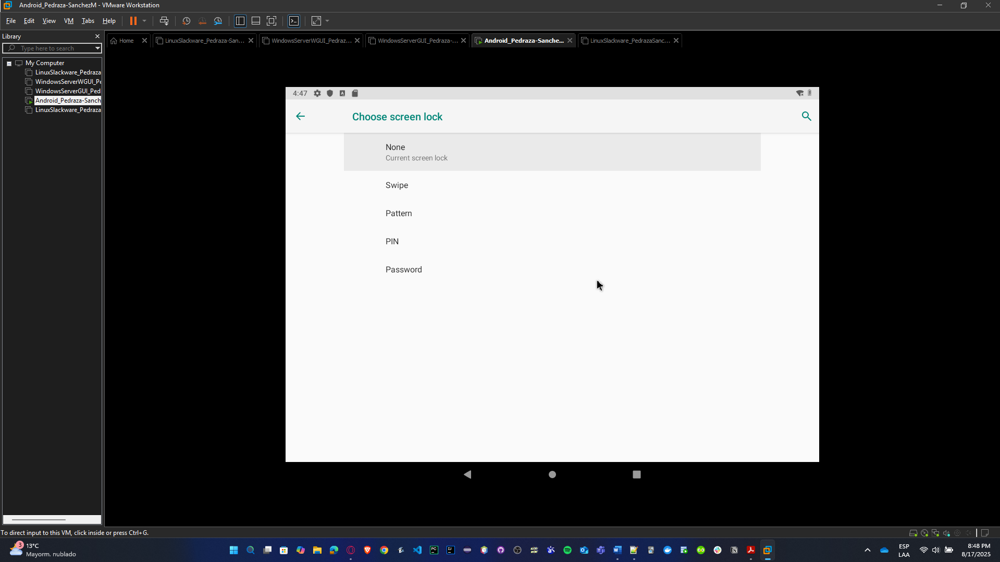 Android_Pedraza-SanchezM - VMware Workstation
File Edit View VM Tabs Help
Library
Type here to search
My Computer
LinuxSlackware_Pedraza
WindowsServerWGUI_Pe
WindowsServerGUI_Ped
Android_Pedraza-Sanch
LinuxSlackware_Pedraza
Home
LinuxSlackware_Pedraza-San...
WindowsServerWGUI_Pedraz...
WindowsServerGUI_Pedraza-...
Android_Pedraza-Sanche...
LinuxSlackware_PedrazaSanc...
4:47
Choose screen lock
None
Current screen lock
Swipe
Pattern
PIN
Password
To direct input to this VM, click inside or press Ctrl+G.
3
13°C
Mayorm. nublado
ESP
LAA
8:48 PM
8/17/2025